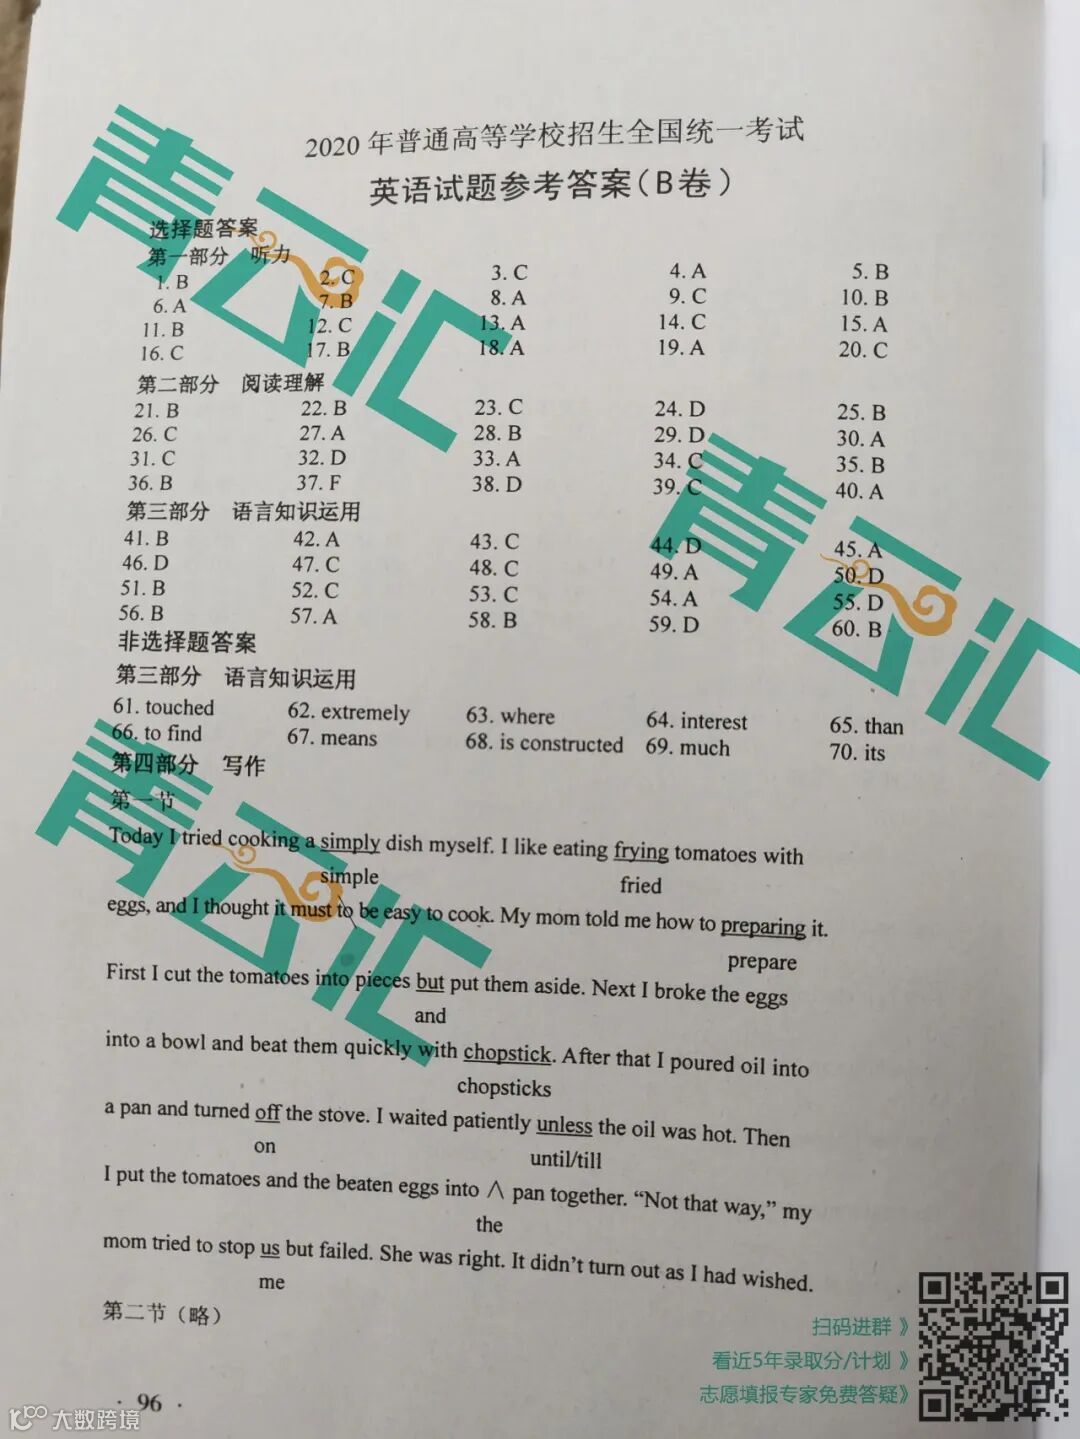 2020年普通高等学校招生全国统一考试
英语试题参考答案(B卷)
选择题答案
第一部分 听力
1. B 2. C 3. C 4. A 5. B
6. A 7. B 8. A 9. C 10. B
11. B 12. C 13. A 14. C 15. A
16. C 17. B 18. A 19. A 20. C
第二部分 阅读理解
21. B 22. B 23. C 24. D 25. B
26. C 27. A 28. B 29. D 30. A
31. C 32. D 33. A 34. C 35. B
36. B 37. F 38. D 39. C 40. A
第三部分 语言知识运用
41. B 42. A 43. C 44. D 45. A
46. D 47. C 48. C 49. A 50. D
51. B 52. C 53. C 54. A 55. D
56. B 57. A 58. B 59. D 60. B
非选择题答案
第三部分 语言知识运用
61. touched 62. extremely 63. where 64. interest 65. than
66. to find 67. means 68. is constructed 69. much 70. its
第四部分 写作
第一节
Today I tried cooking a simply dish myself. I like eating frying tomatoes with
simple fried
eggs, and I thought it must to be easy to cook. My mom told me how to preparing it.
prepare
First I cut the tomatoes into pieces but put them aside. Next I broke the eggs
and
into a bowl and beat them quickly with chopstick. After that I poured oil into
chopsticks
a pan and turned off the stove. I waited patiently unless the oil was hot. Then
on until/till
I put the tomatoes and the beaten eggs into ∧ pan together. “Not that way,” my
the
mom tried to stop us but failed. She was right. It didn't turn out as I had wished.
me
第二节(略)
· 96 ·
青云汇
青云汇
青云汇
扫码进群》
看近5年录取分/计划》
志愿填报专家免费答疑》
大数跨境